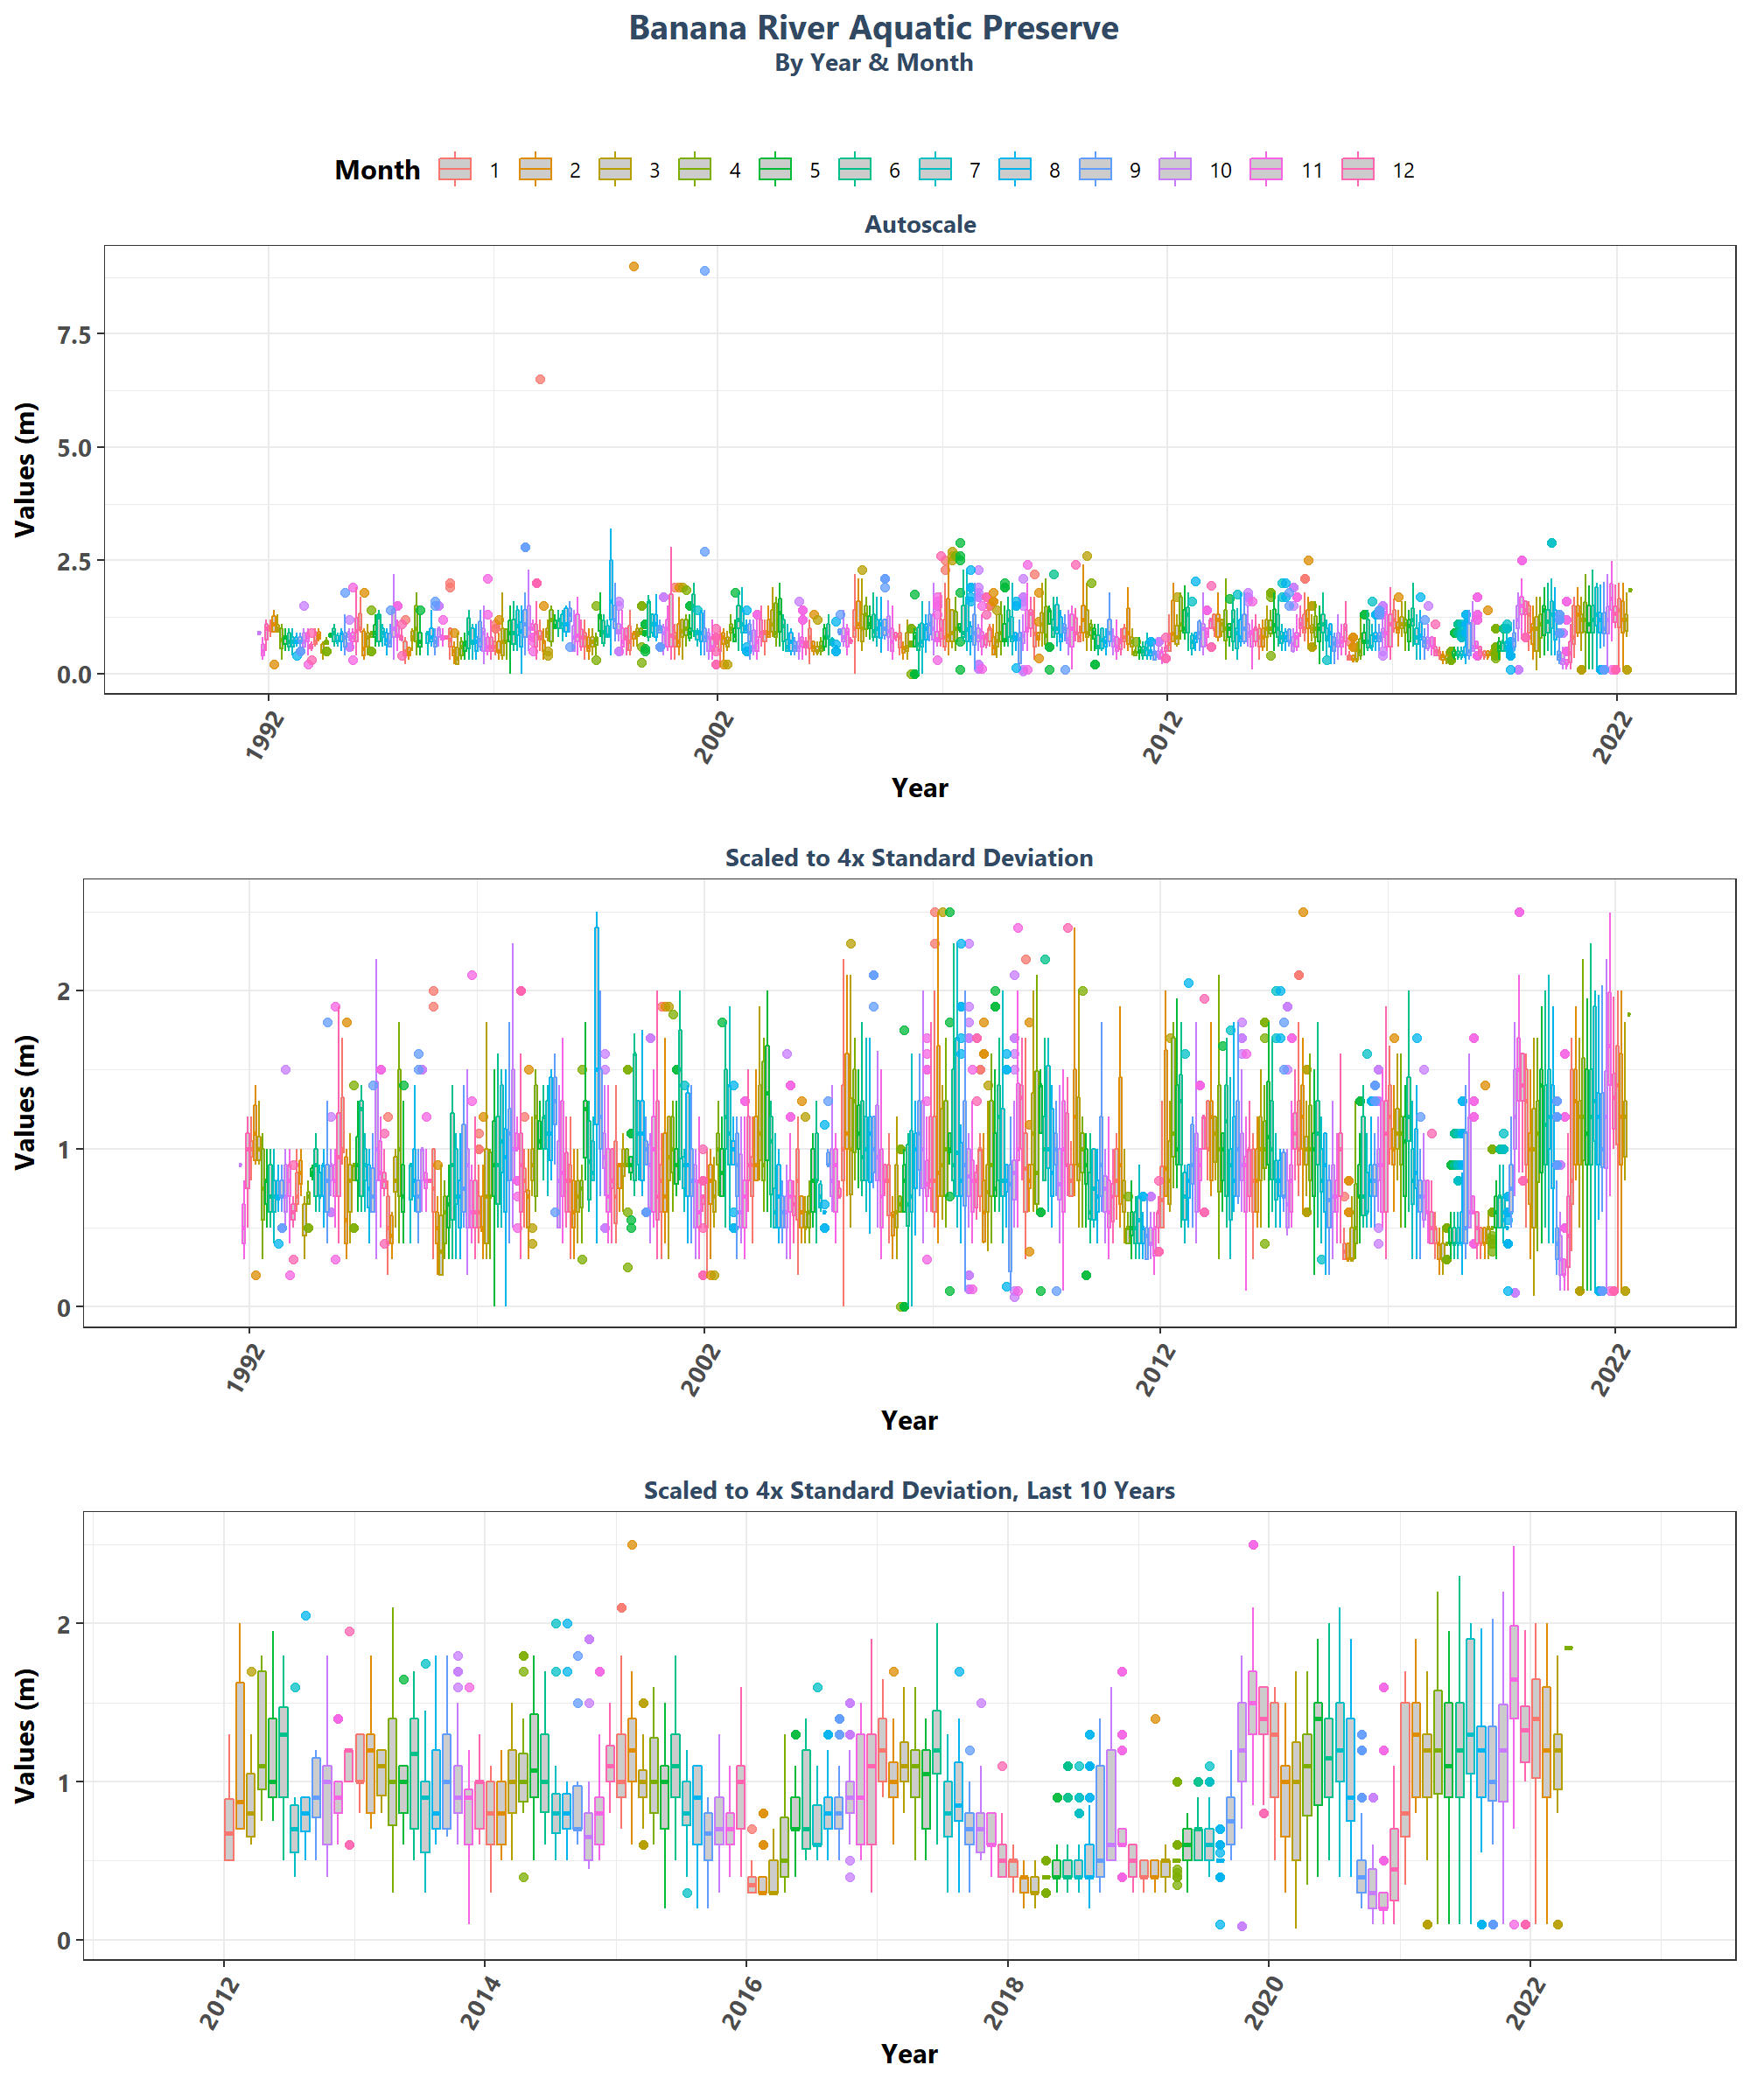 Banana River Aquatic Preserve
By Year & Month
Month 1 2 3 4 5 6 7 8 9 10 11 12
Autoscale
Values (m)
7.5
5.0
2.5
0.0
1992 2002 2012 2022
Year
Scaled to 4x Standard Deviation
Values (m)
2
1
0
1992 2002 2012 2022
Year
Scaled to 4x Standard Deviation, Last 10 Years
Values (m)
2
1
0
2012 2014 2016 2018 2020 2022
Year